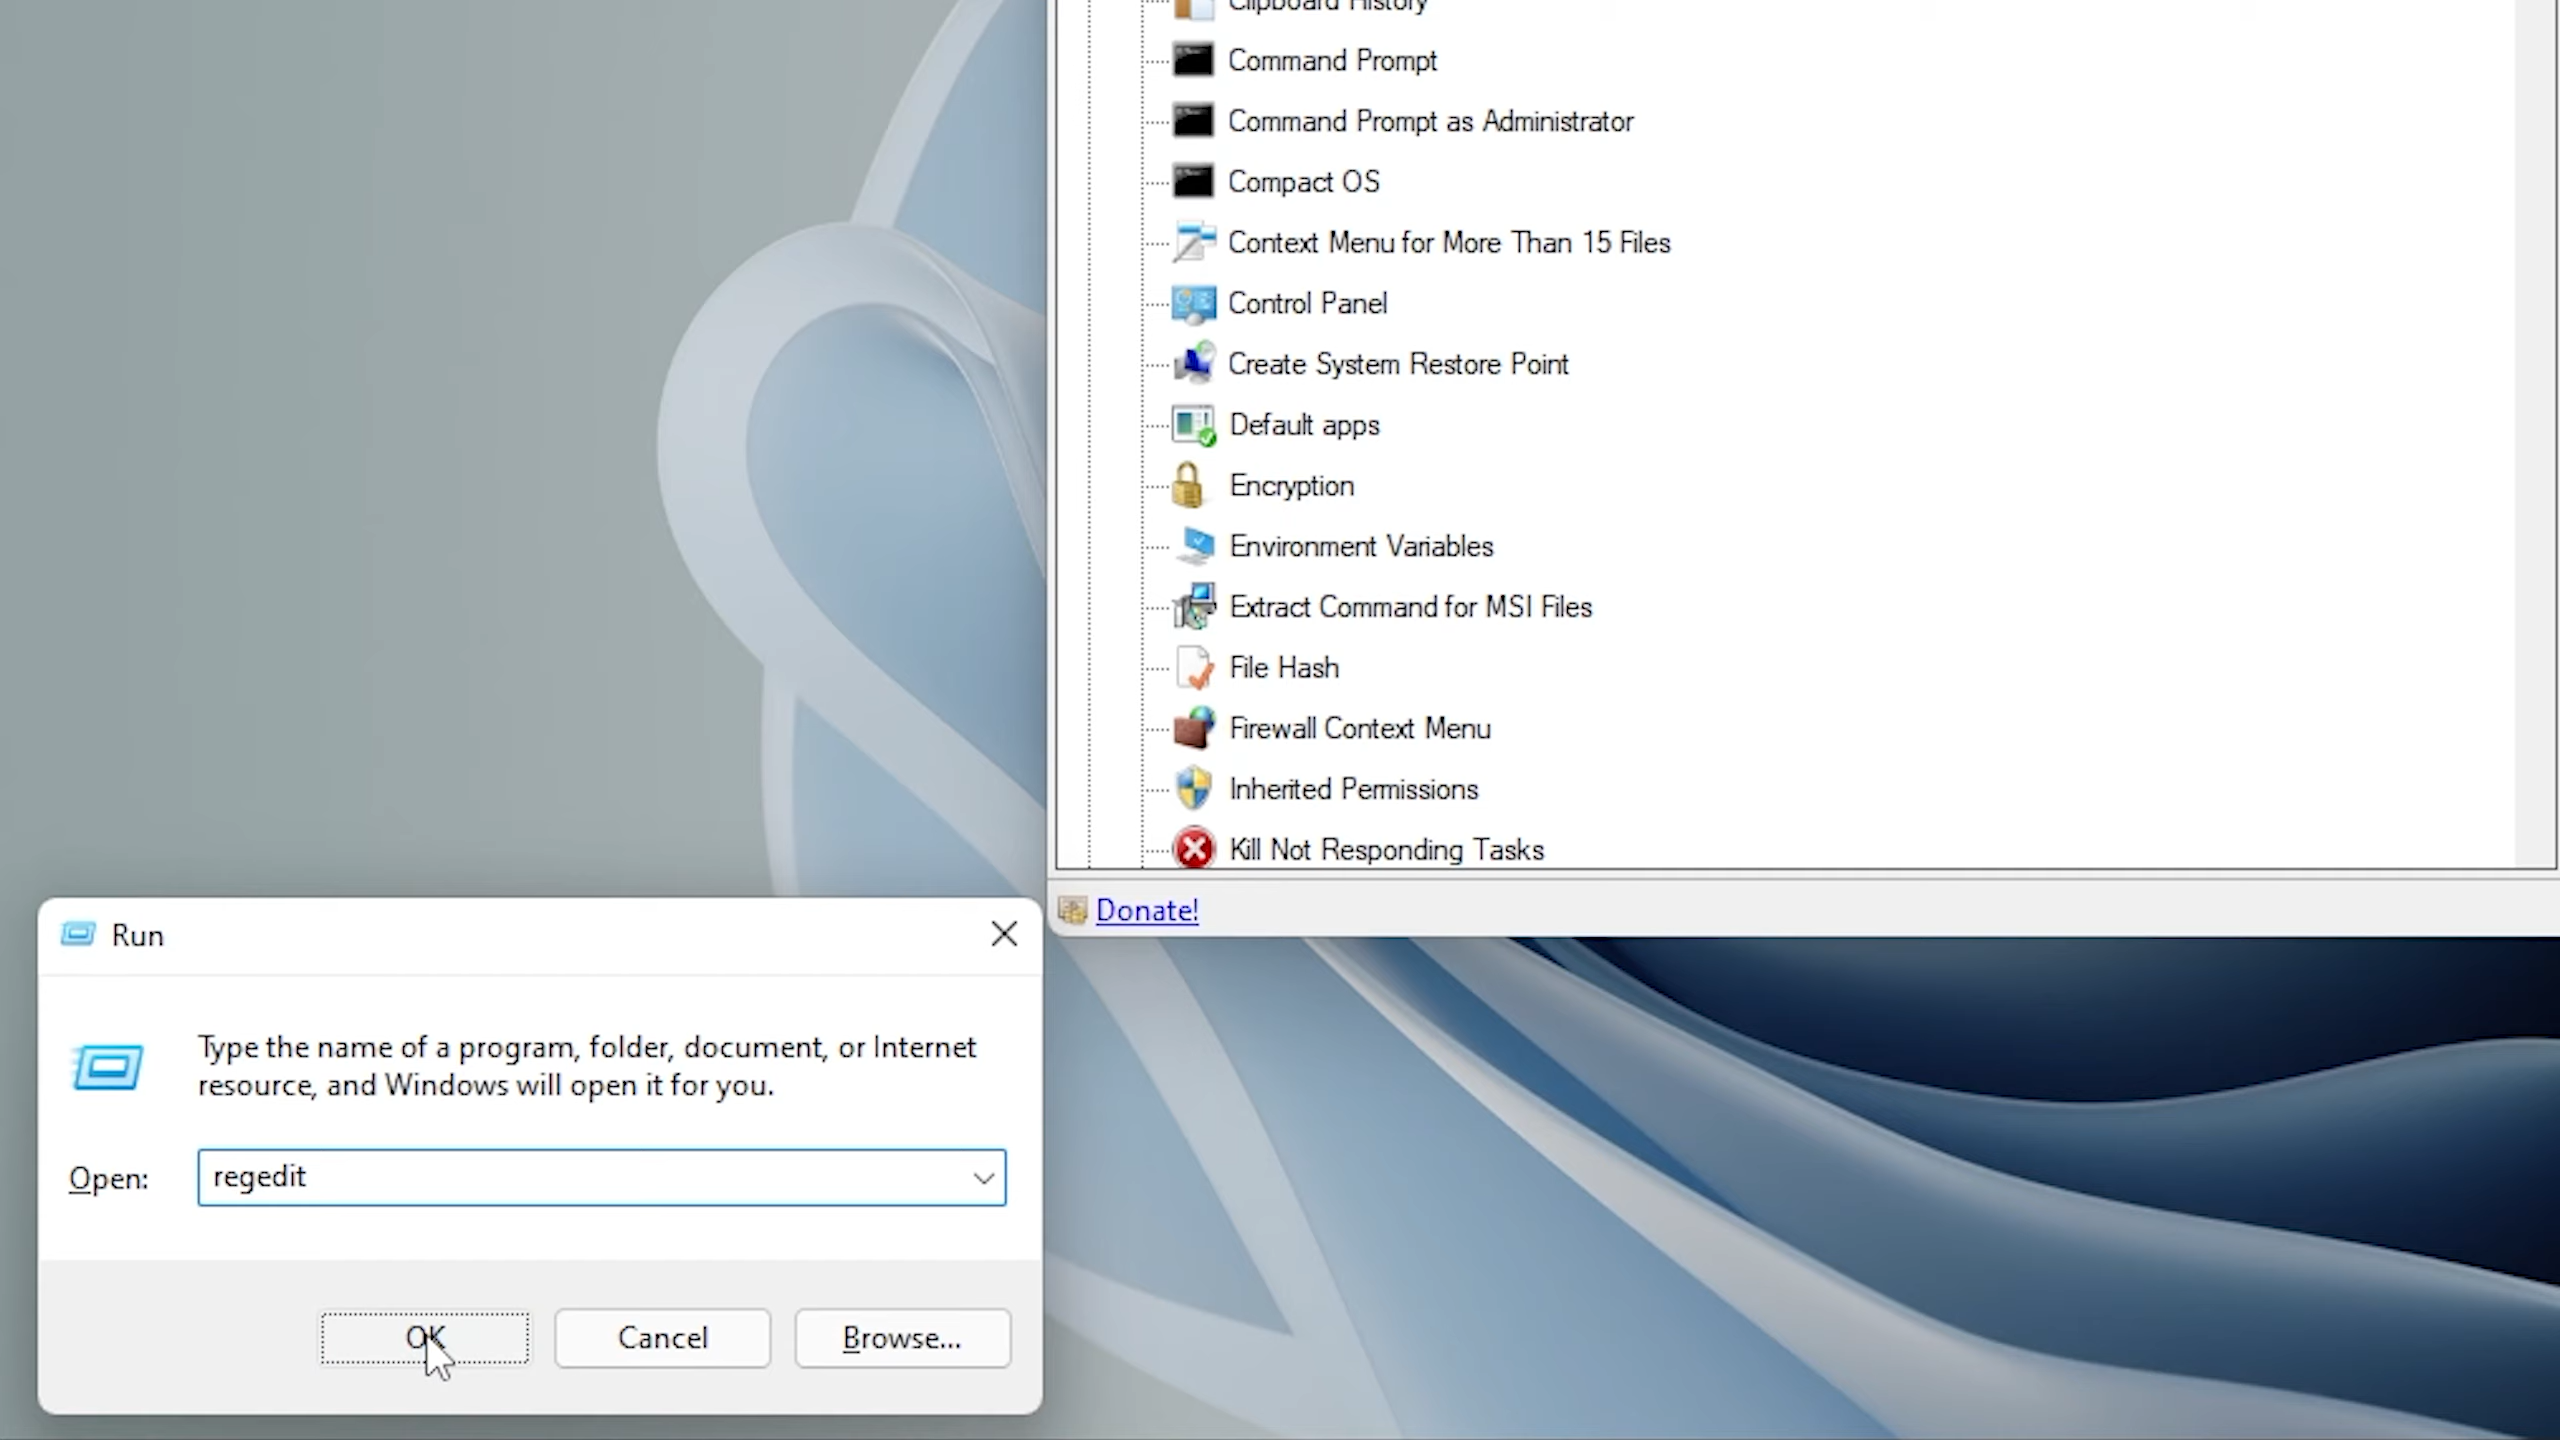 Clipboard History
Command Prompt
Command Prompt as Administrator
Compact OS
Context Menu for More Than 15 Files
Control Panel
Create System Restore Point
Default apps
Encryption
Environment Variables
Extract Command for MSI Files
File Hash
Firewall Context Menu
Inherited Permissions
Kill Not Responding Tasks
Donate!
Run
Type the name of a program, folder, document, or Internet
resource, and Windows will open it for you.
Open: regedit
OK Cancel Browse...